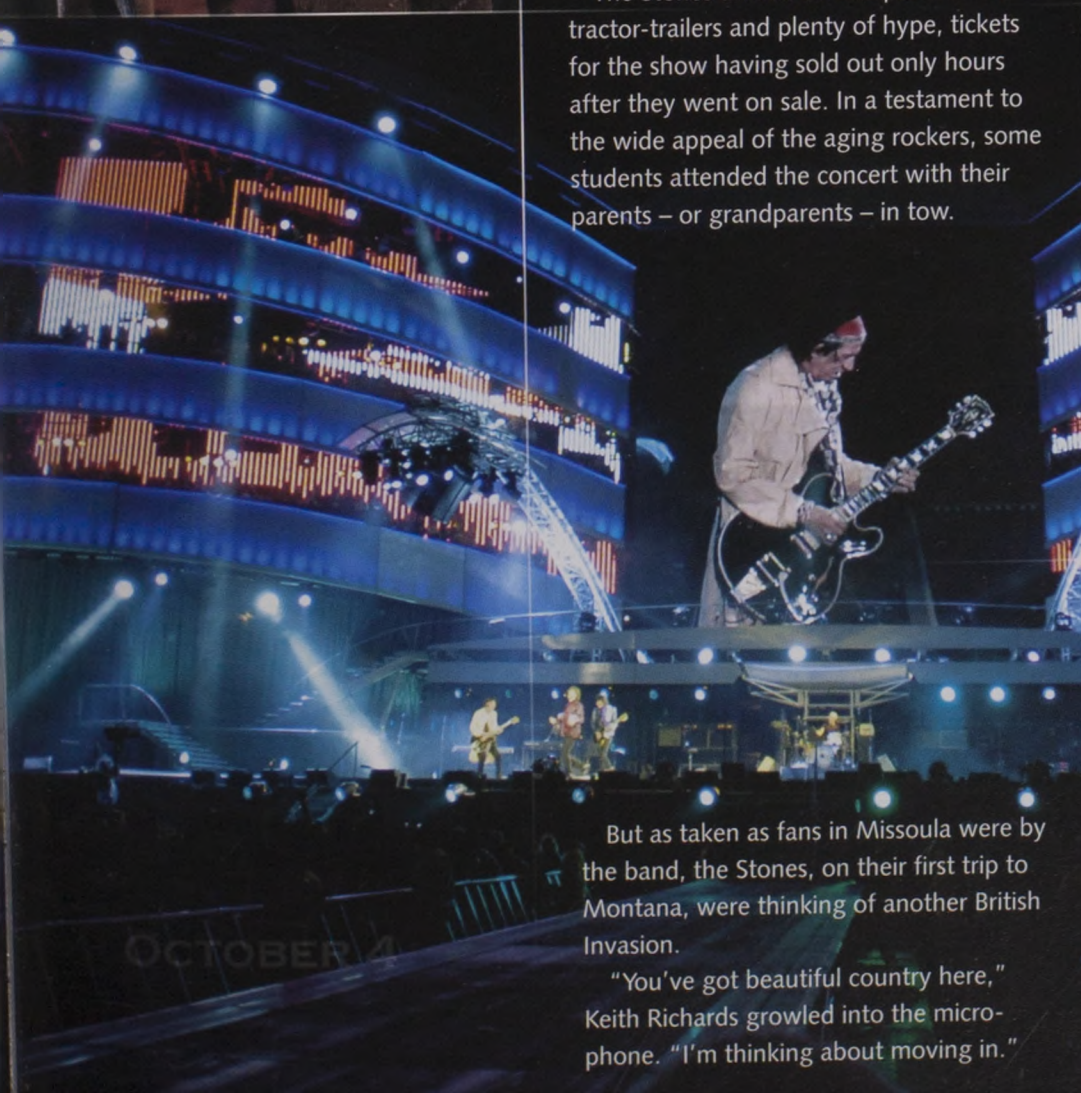 tractor-trailers and plenty of hype, tickets
for the show having sold out only hours
after they went on sale. In a testament to
the wide appeal of the aging rockers, some
students attended the concert with their
parents – or grandparents – in tow.
But as taken as fans in Missoula were by
the band, the Stones, on their first trip to
Montana, were thinking of another British
Invasion.
OCTOBER 4
“You’ve got beautiful country here,”
Keith Richards growled into the micro-
phone. “I’m thinking about moving in.”